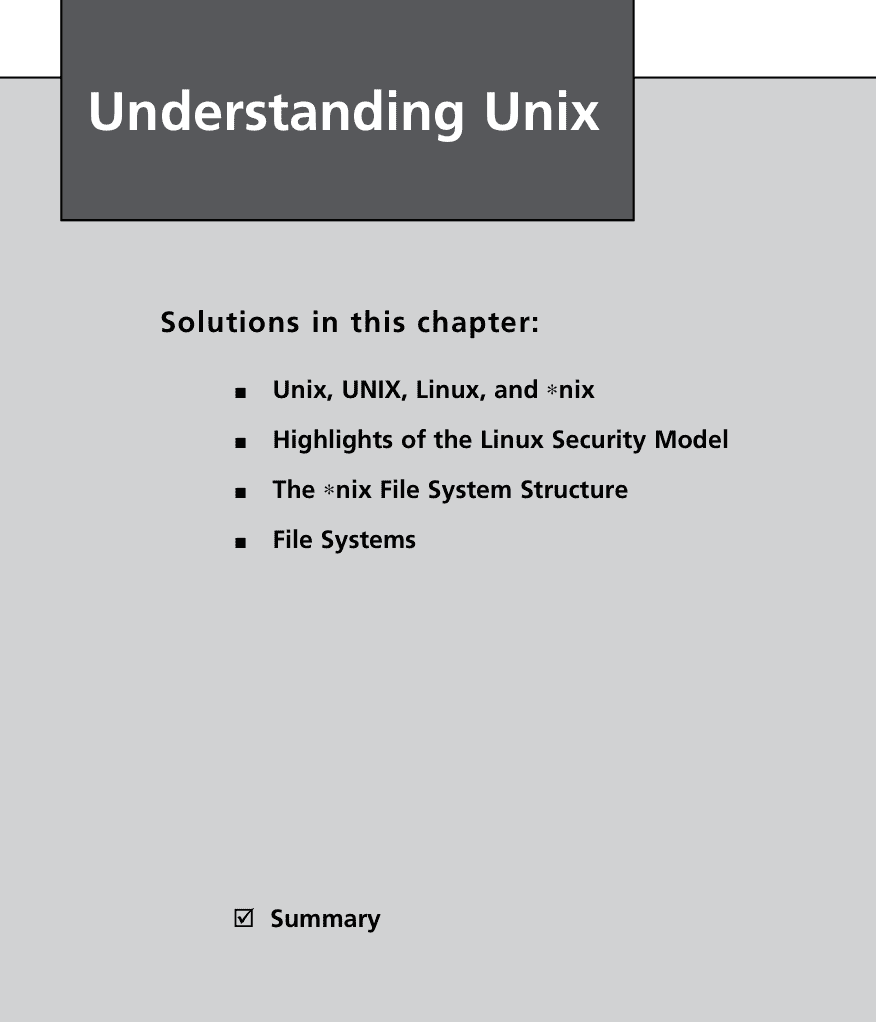 Understanding Unix
Solutions in this chapter:
■ Unix, UNIX, Linux, and *nix
■ Highlights of the Linux Security Model
■ The *nix File System Structure
■ File Systems
☑ Summary